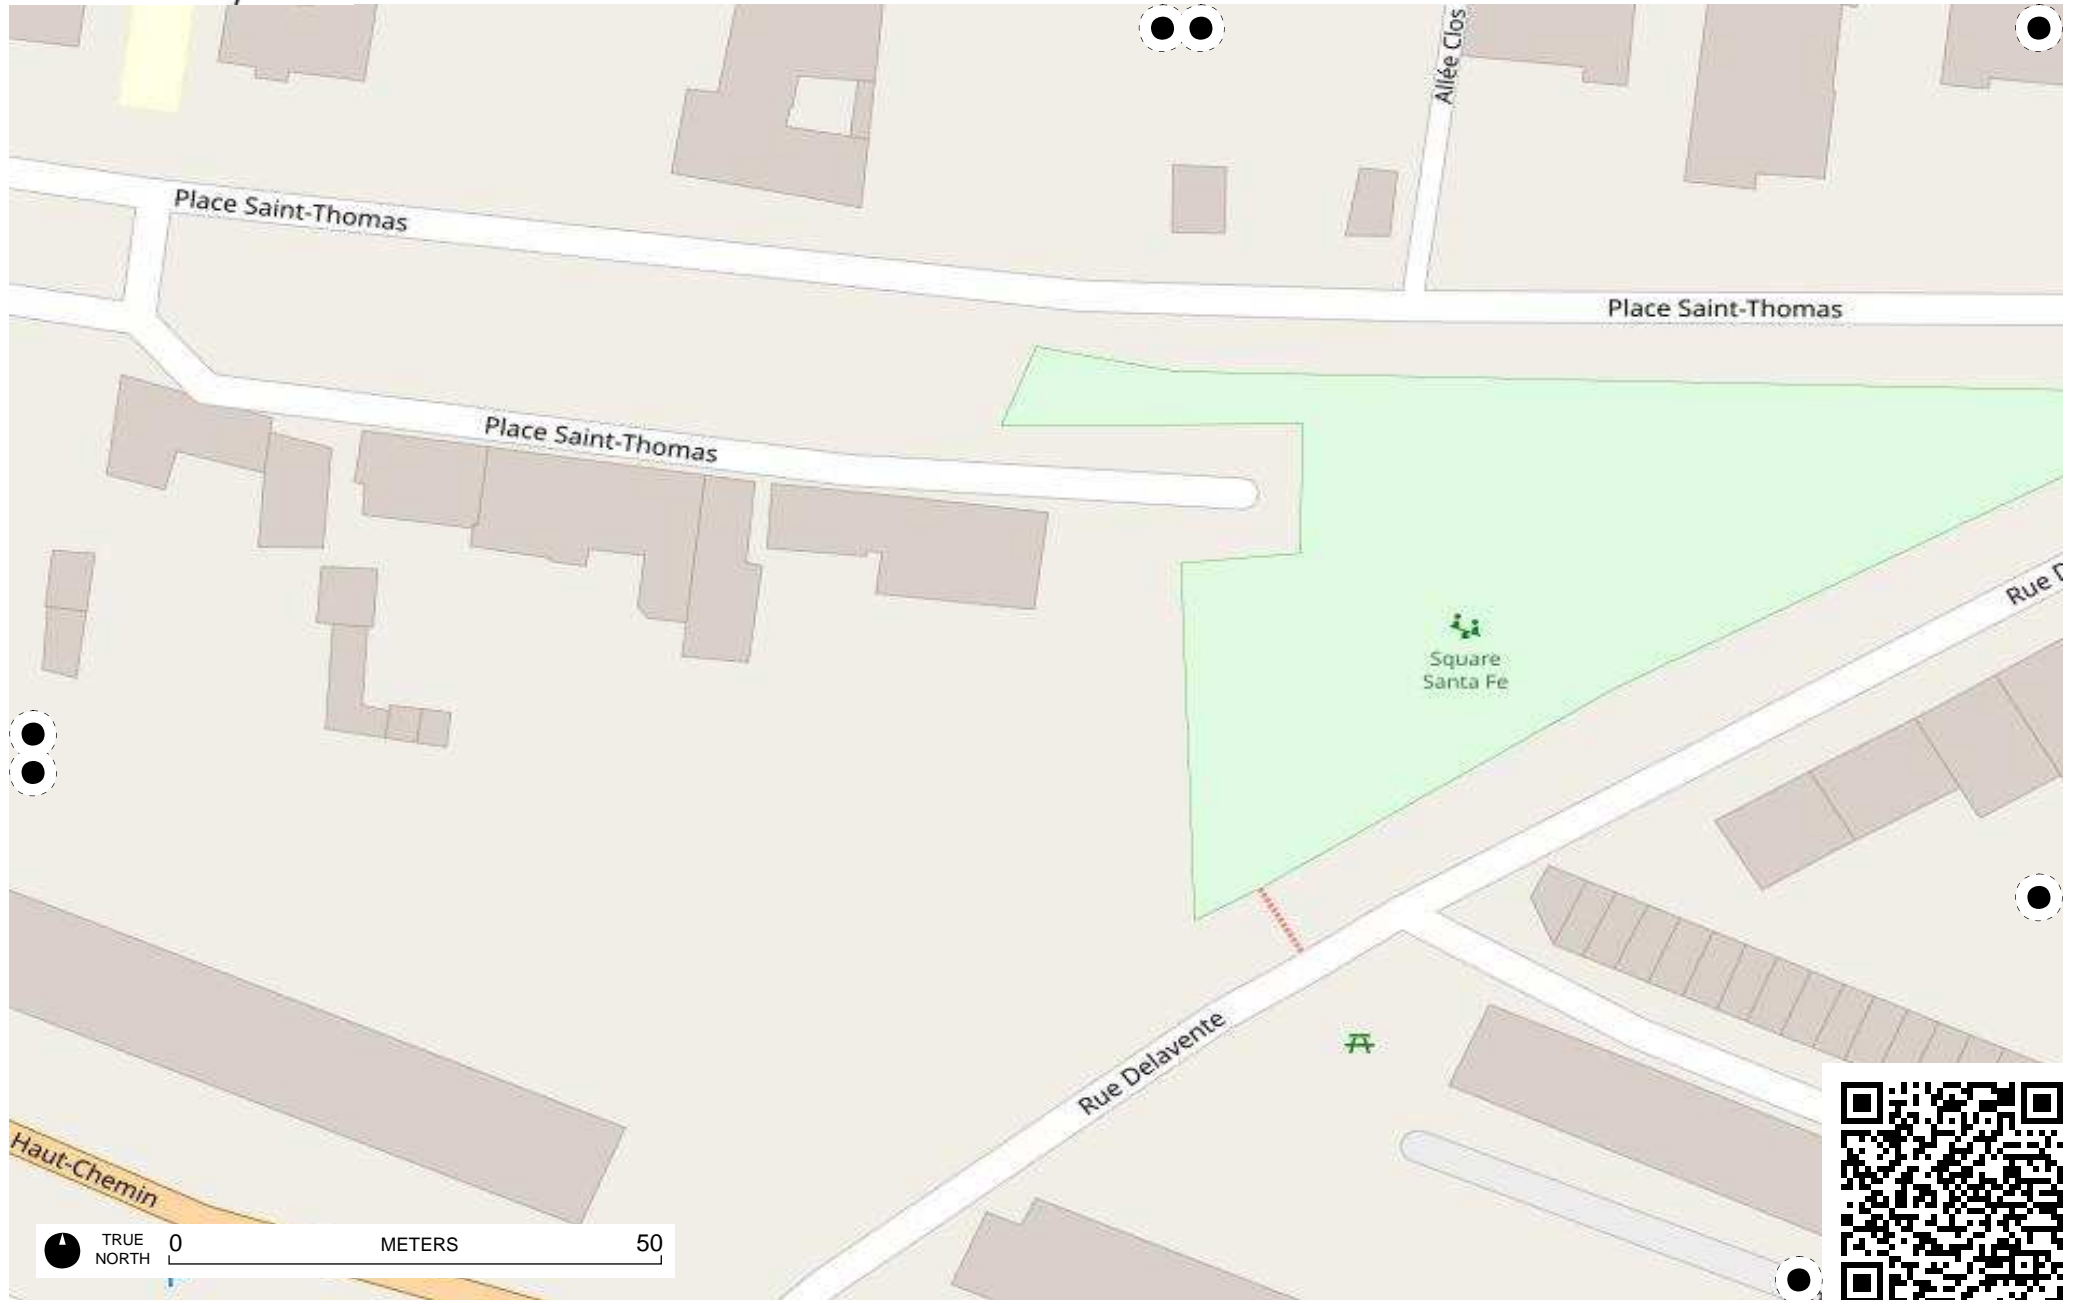 Allée Clos
Place Saint-Thomas
Place Saint-Thomas
Place Saint-Thomas
Rue D
Square
Santa Fe
Rue Delavente
Haut-Chemin
TRUE
NORTH
0 METERS 50